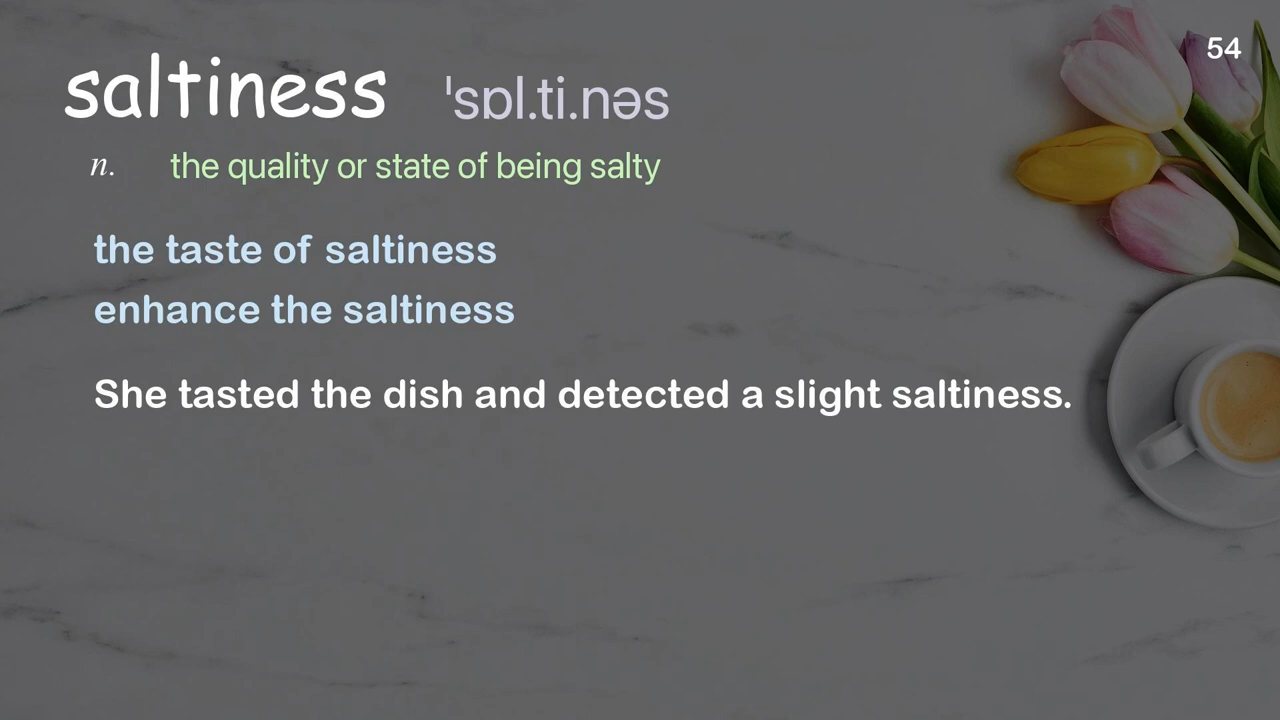 54
saltiness ˈsɒl.ti.nəs
n. the quality or state of being salty
the taste of saltiness
enhance the saltiness
She tasted the dish and detected a slight saltiness.